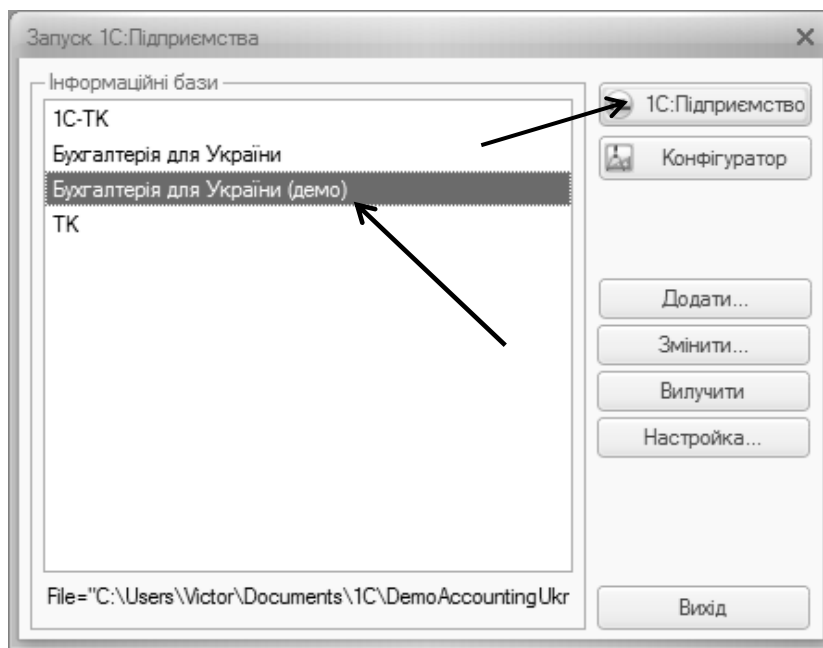 Запуск 1С:Підприємства
Інформаційні бази
1С-ТК
Бухгалтерія для України
Бухгалтерія для України (демо)
ТК
File="C:\Users\Victor\Documents\1C\DemoAccountingUkr
1С:Підприємство
Конфігуратор
Додати...
Змінити...
Вилучити
Настройка...
Вихід